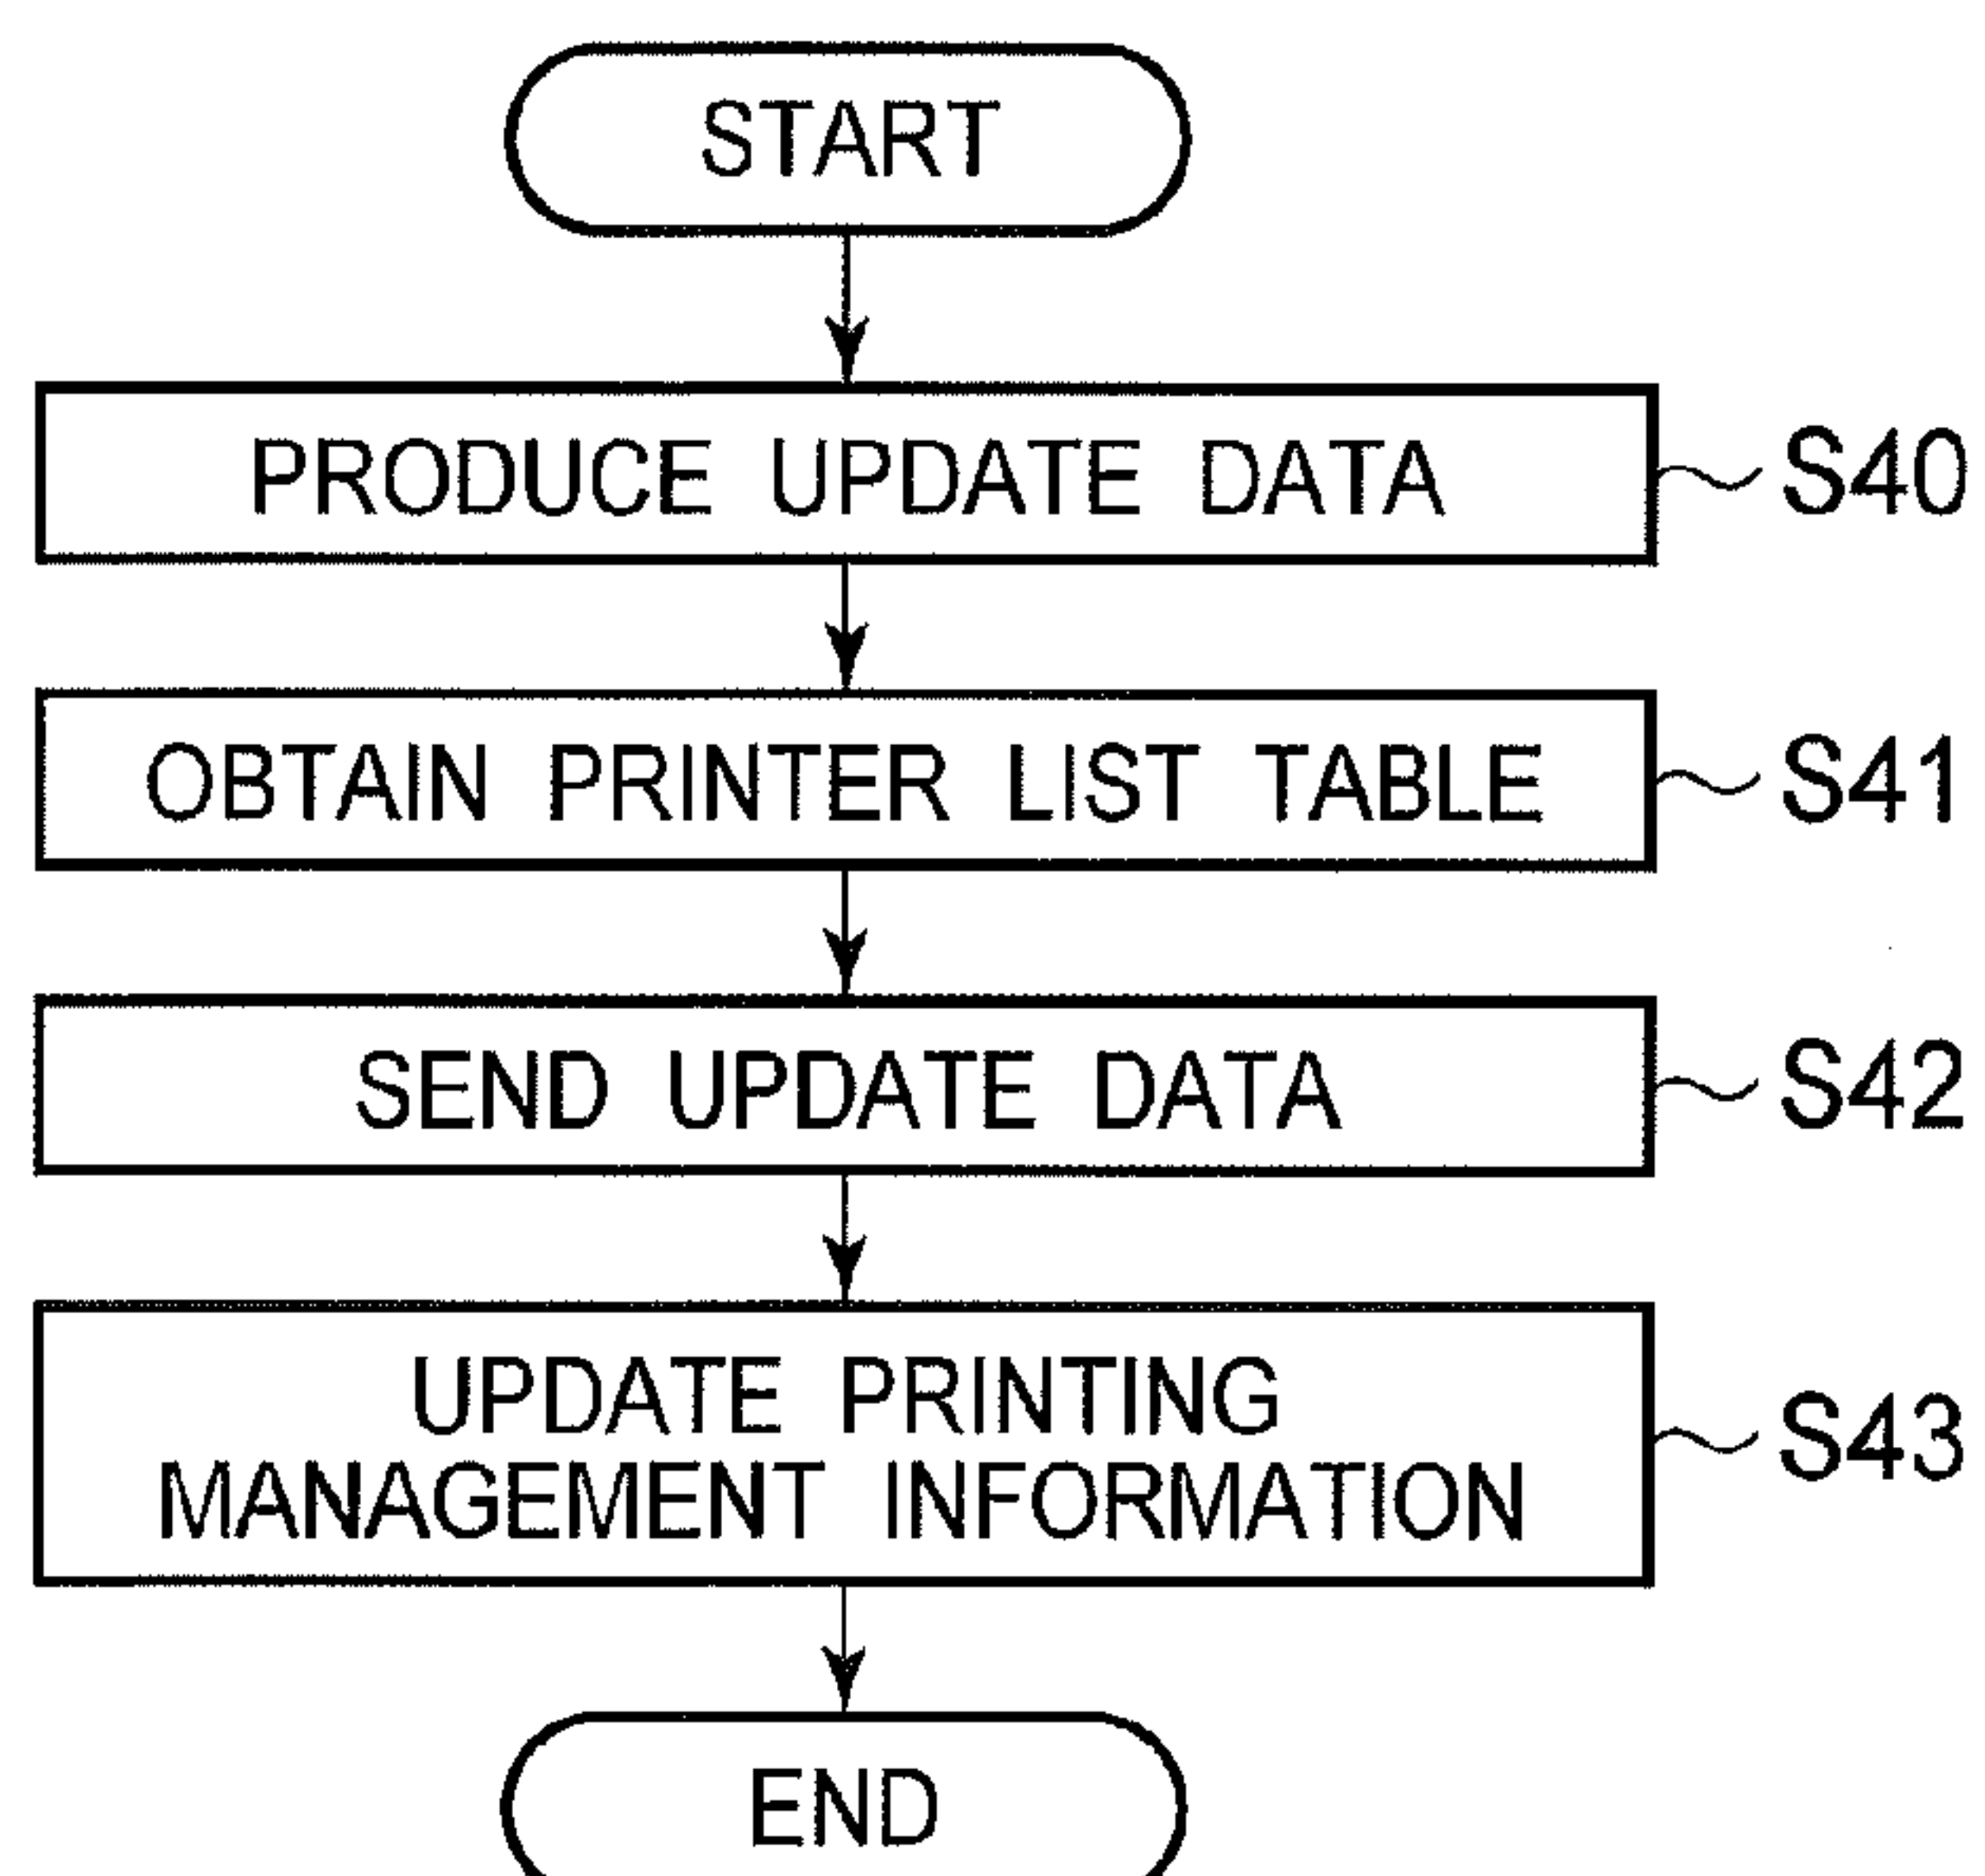 START
PRODUCE UPDATE DATA
S40
OBTAIN PRINTER LIST TABLE
S41
SEND UPDATE DATA
S42
UPDATE PRINTING
MANAGEMENT INFORMATION
S43
END